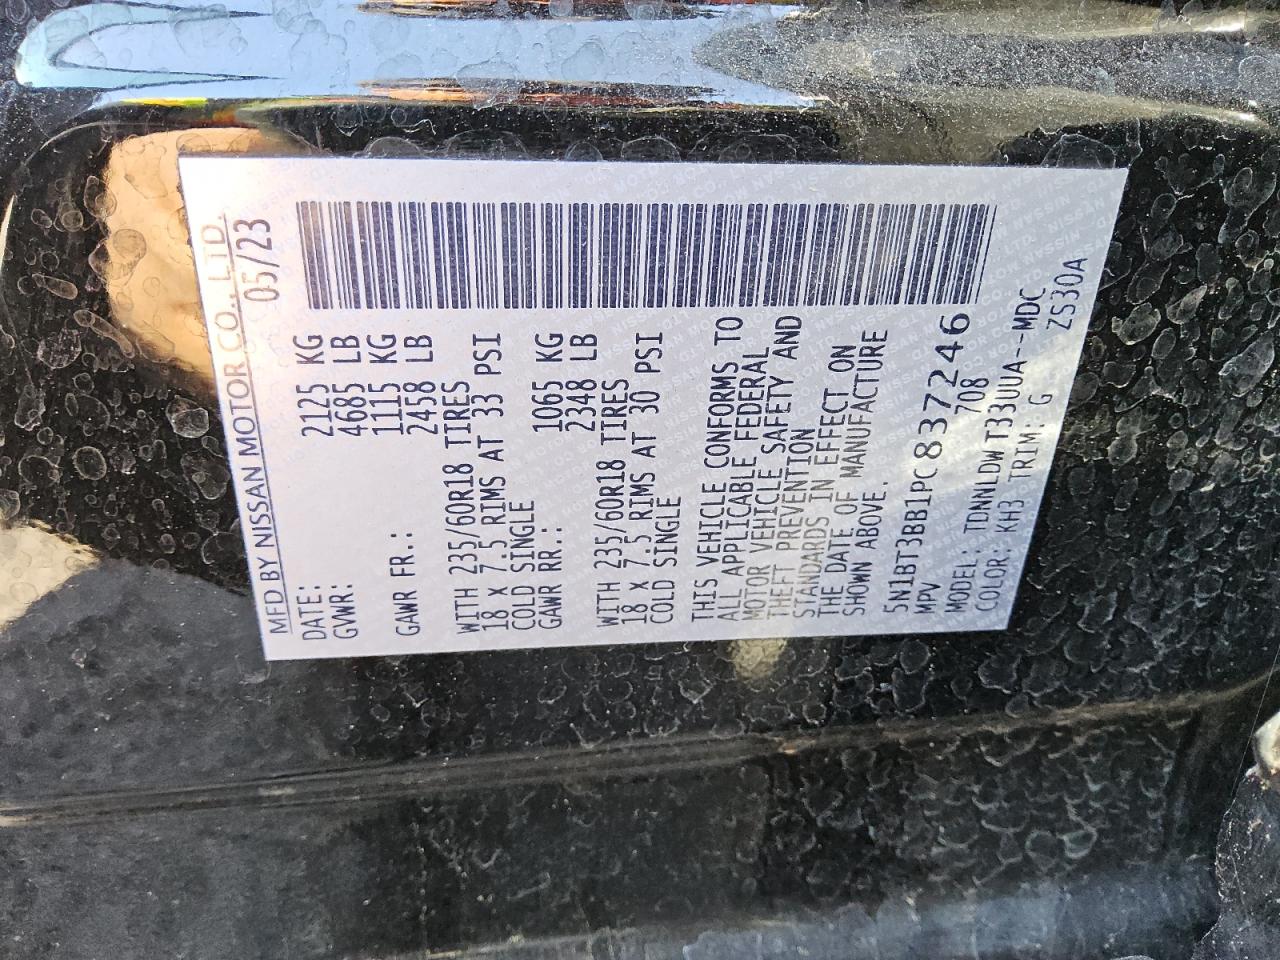 MFD BY NISSAN MOTOR CO., LTD.
DATE: 05/23
GVWR: 2125 KG
4685 LB
GAWR FR.: 1115 KG
2458 LB
WITH 235/60R18 TIRES
18 X 7.5 RIMS AT 33 PSI
COLD SINGLE
GAWR RR.: 1065 KG
2348 LB
WITH 235/60R18 TIRES
18 X 7.5 RIMS AT 30 PSI
COLD SINGLE
THIS VEHICLE CONFORMS TO
ALL APPLICABLE FEDERAL
MOTOR VEHICLE SAFETY AND
THEFT PREVENTION
STANDARDS IN EFFECT ON
THE DATE OF MANUFACTURE
SHOWN ABOVE.
5N1BT3BB1PC837246
MPV 708
MODEL: TDNNLDWT33UUA--MDC
COLOR: KH3 TRIM: G ZS30A